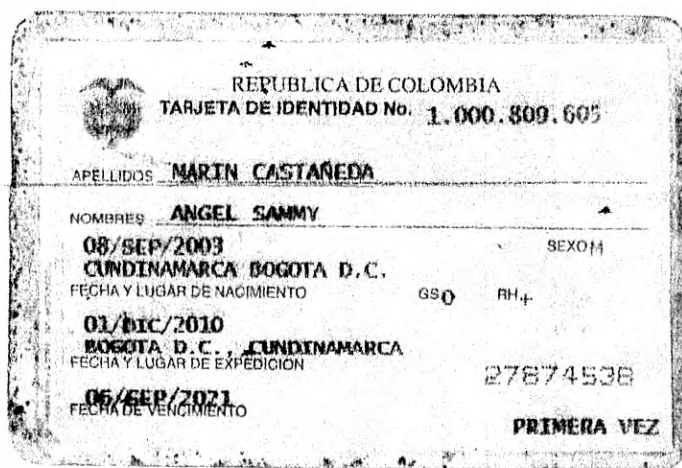 REPUBLICA DE COLOMBIA
TARJETA DE IDENTIDAD No. 1.000.809.605
APELLIDOS MARIN CASTAÑEDA
NOMBRES ANGEL SAMMY
08/SEP/2003 SEXO M
CUNDINAMARCA BOGOTA D.C.
FECHA Y LUGAR DE NACIMIENTO GS O RH +
01/DIC/2010
BOGOTA D.C., CUNDINAMARCA
FECHA Y LUGAR DE EXPEDICIÓN
27874538
06/SEP/2021
FECHA DE VENCIMIENTO
PRIMERA VEZ